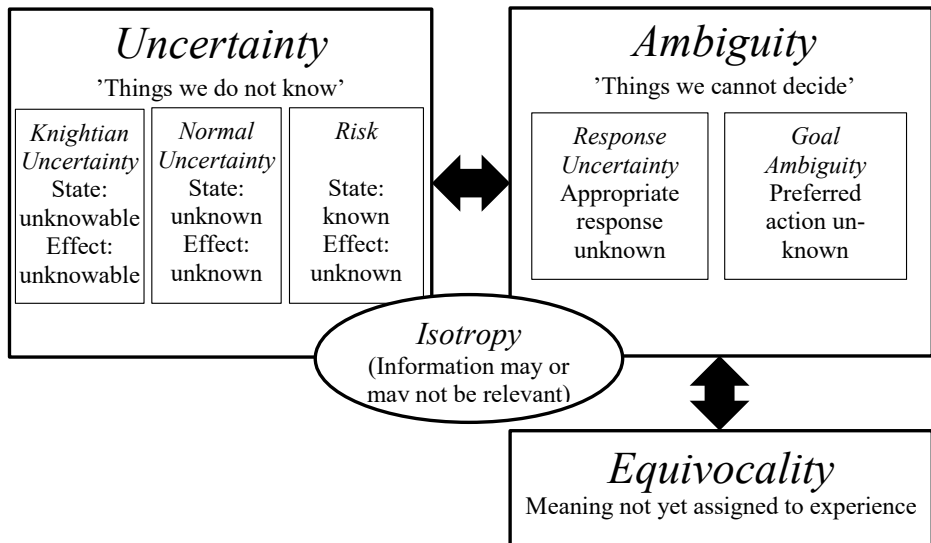 Uncertainty
’Things we do not know’
Knightian
Uncertainty
State:
unknowable
Effect:
unknowable
Normal
Uncertainty
State:
unknown
Effect:
unknown
Risk
State:
known
Effect:
unknown
Ambiguity
’Things we cannot decide’
Response
Uncertainty
Appropriate
response
unknown
Goal
Ambiguity
Preferred
action un-
known
Isotropy
(Information may or
may not be relevant)
Equivocality
Meaning not yet assigned to experience